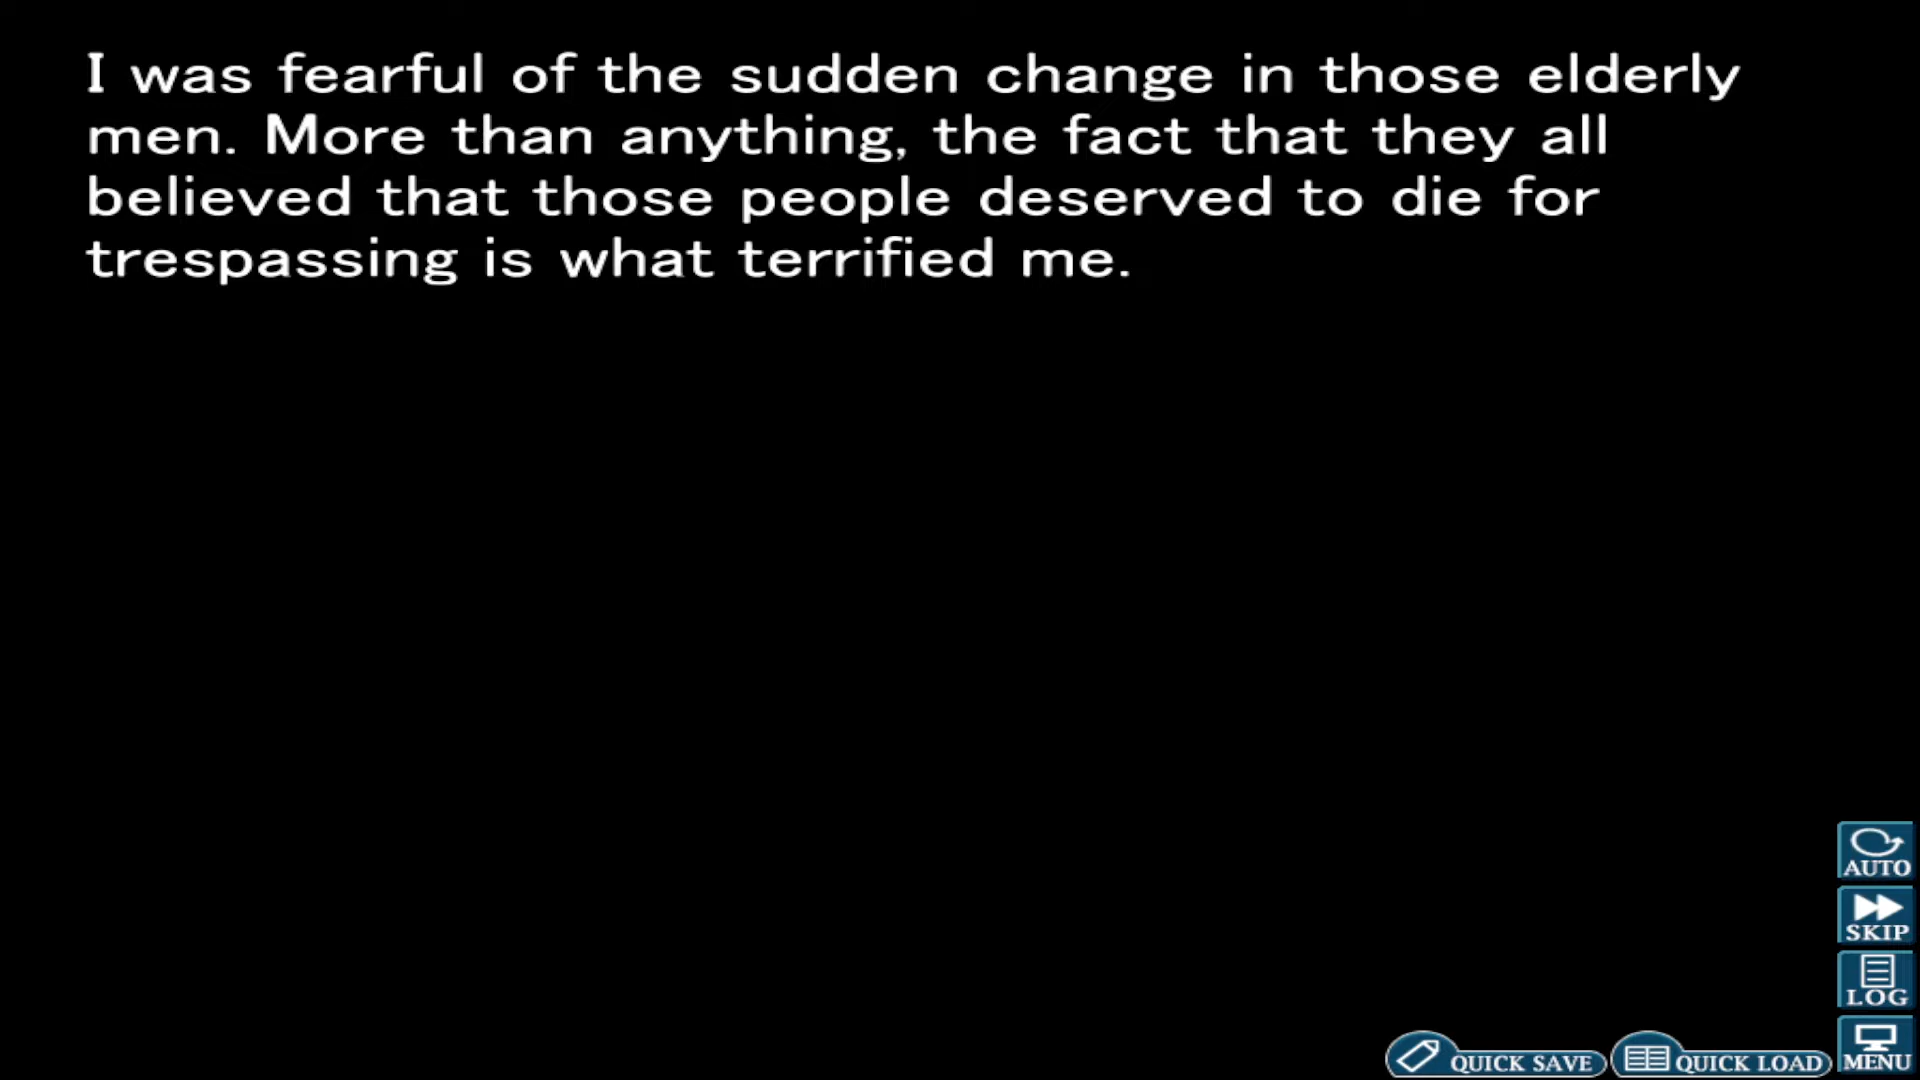 I was fearful of the sudden change in those elderly
men. More than anything, the fact that they all
believed that those people deserved to die for
trespassing is what terrified me.
AUTO
SKIP
LOG
MENU
QUICK SAVE
QUICK LOAD